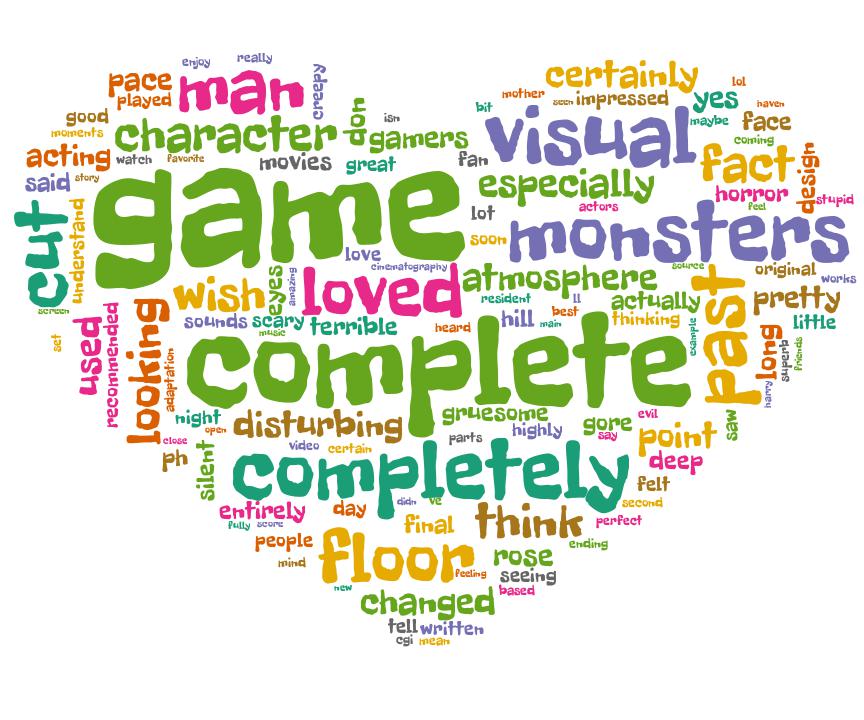 enjoy
really
pace
man
creepy
certainly
lol
played
mother
seen
impressed
yes
haven
good
character
don
isn
bit
visual
maybe
face
moments
gamers
coming
acting
watch
favorite
movies
great
fan
fact
design
said
story
game
especially
horror
stupid
cut
understand
lot
actors
feel
monsters
love
soon
cinematography
atmosphere
source
original
works
wish
eyes
amazing
loved
resident
ll
actually
past
pretty
screen
used
recommended
looking
sounds
scary
terrible
heard
hill
best
thinking
little
music
main
set
adaptation
complete
example
long
superb
friends
harry
night
disturbing
gruesome
gore
evil
saw
open
close
highly
say
point
ph
silent
video
certain
parts
deep
completely
felt
entirely
day
didn
ve
second
fully
score
final
think
perfect
people
floor
rose
ending
mind
feeling
seeing
new
changed
based
tell
written
cgi
mean